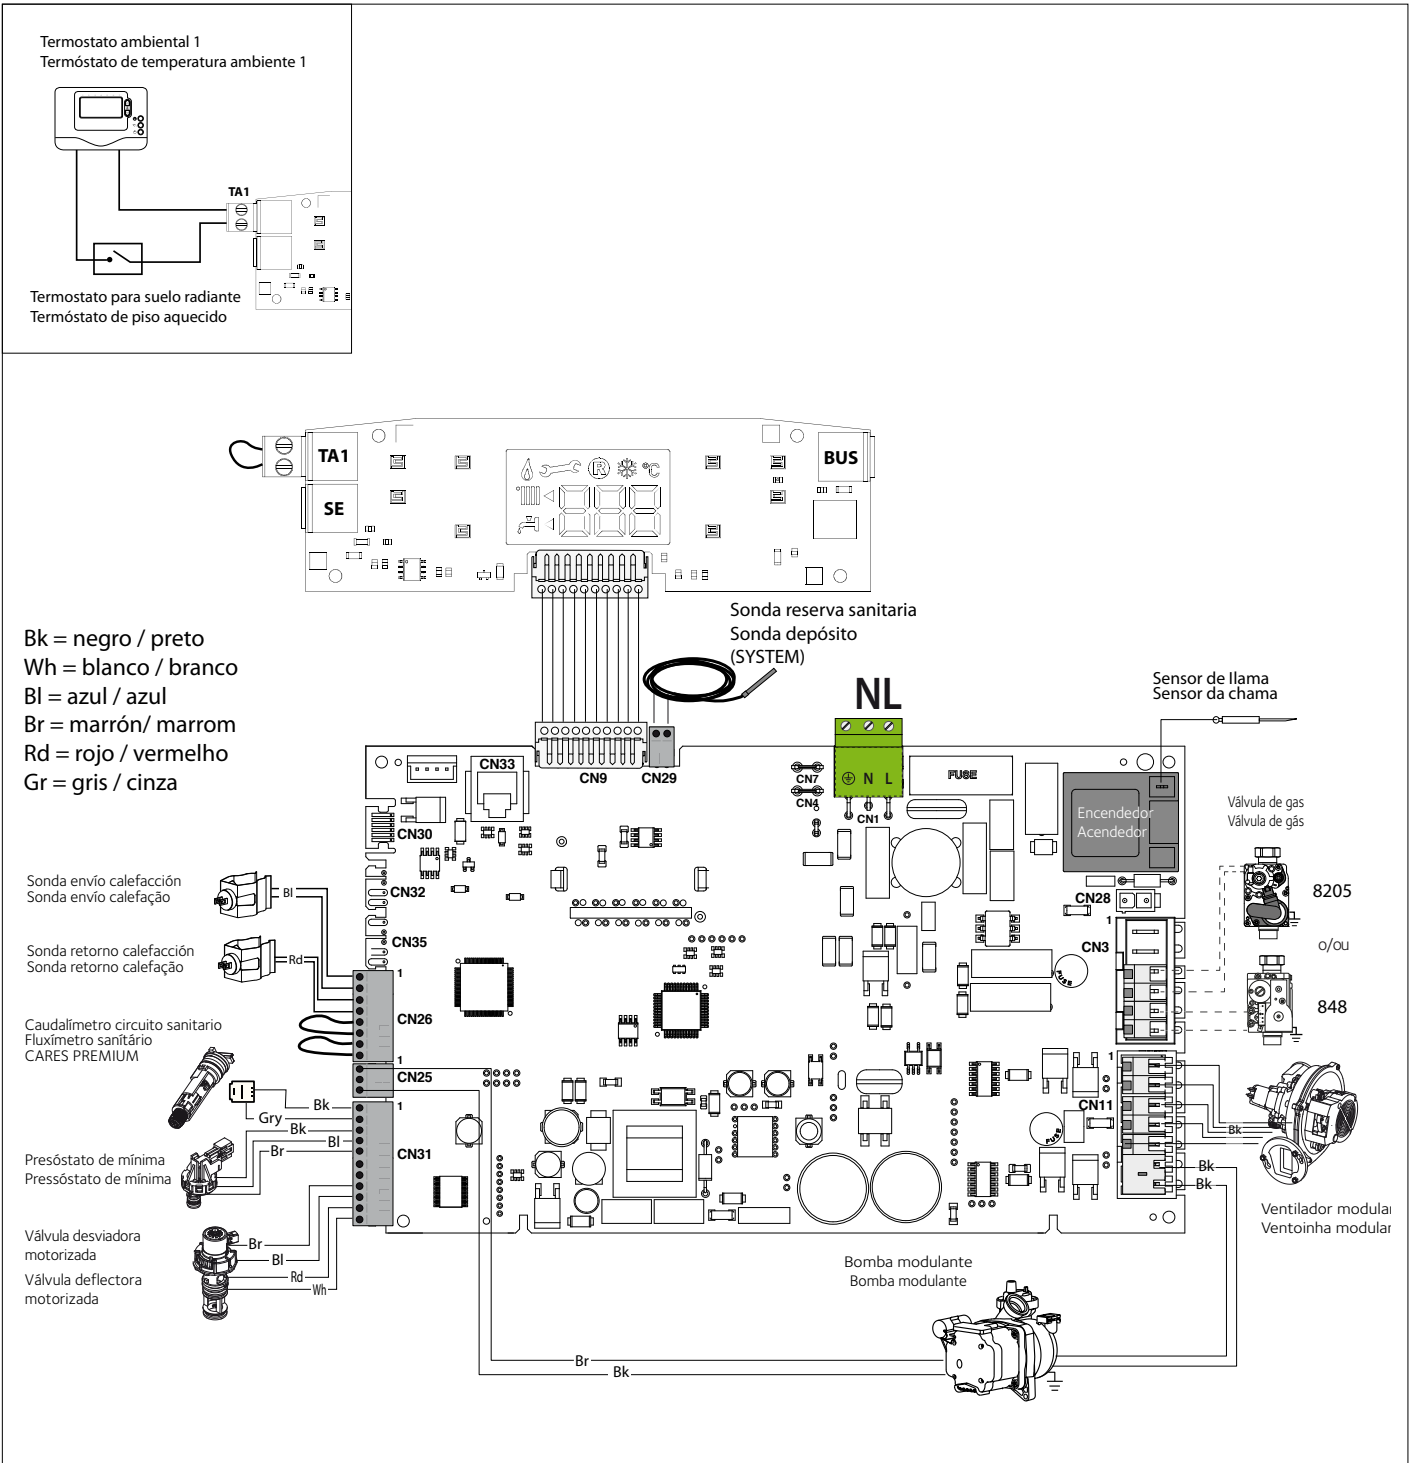 Termostato ambiental 1
Termóstato de temperatura ambiente 1
TA1
Termostato para suelo radiante
Termóstato de piso aquecido
TA1
SE
R
°C
BUS
Sonda reserva sanitaria
Sonda depósito
(SYSTEM)
Bk = negro / preto
Wh = blanco / branco
Bl = azul / azul
Br = marrón/ marrom
Rd = rojo / vermelho
Gr = gris / cinza
NL
Sensor de llama
Sensor da chama
CN33
CN9
CN29
CN7
CN4
N L
CN1
FUSE
Encendedor
Acendedor
Válvula de gas
Válvula de gás
CN30
CN32
CN35
CN28
1
CN3
8205
o/ou
848
Sonda envío calefacción
Sonda envio calefação
Bl
Sonda retorno calefacción
Sonda retorno calefação
Rd
1
CN26
FUSE
Caudalímetro circuito sanitario
Fluxímetro sanítário
CARES PREMIUM
1
CN25
1
CN11
Bk
Gry
Bk
Bl
Br
1
CN31
FUSE
Bk
Bk
Bk
Presóstato de mínima
Pressóstato de mínima
Válvula desviadora
motorizada
Válvula deflectora
motorizada
Br
Bl
Rd
Wh
Ventilador modular
Ventoinha modular
Bomba modulante
Bomba modulante
Br
Bk